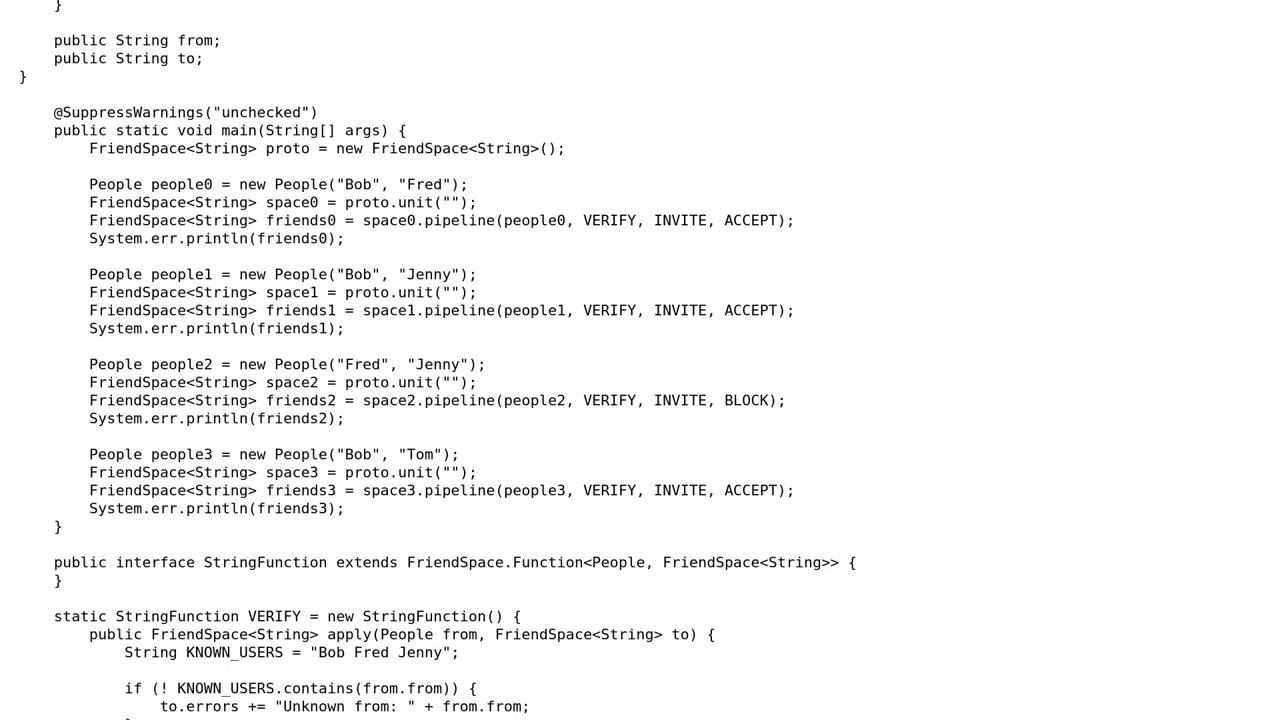 }

    public String from;
    public String to;
}

    @SuppressWarnings("unchecked")
    public static void main(String[] args) {
        FriendSpace<String> proto = new FriendSpace<String>();

        People people0 = new People("Bob", "Fred");
        FriendSpace<String> space0 = proto.unit("");
        FriendSpace<String> friends0 = space0.pipeline(people0, VERIFY, INVITE, ACCEPT);
        System.err.println(friends0);

        People people1 = new People("Bob", "Jenny");
        FriendSpace<String> space1 = proto.unit("");
        FriendSpace<String> friends1 = space1.pipeline(people1, VERIFY, INVITE, ACCEPT);
        System.err.println(friends1);

        People people2 = new People("Fred", "Jenny");
        FriendSpace<String> space2 = proto.unit("");
        FriendSpace<String> friends2 = space2.pipeline(people2, VERIFY, INVITE, BLOCK);
        System.err.println(friends2);

        People people3 = new People("Bob", "Tom");
        FriendSpace<String> space3 = proto.unit("");
        FriendSpace<String> friends3 = space3.pipeline(people3, VERIFY, INVITE, ACCEPT);
        System.err.println(friends3);
    }

    public interface StringFunction extends FriendSpace.Function<People, FriendSpace<String>> {
    }

    static StringFunction VERIFY = new StringFunction() {
        public FriendSpace<String> apply(People from, FriendSpace<String> to) {
            String KNOWN_USERS = "Bob Fred Jenny";

            if (! KNOWN_USERS.contains(from.from)) {
                to.errors += "Unknown from: " + from.from;
            }